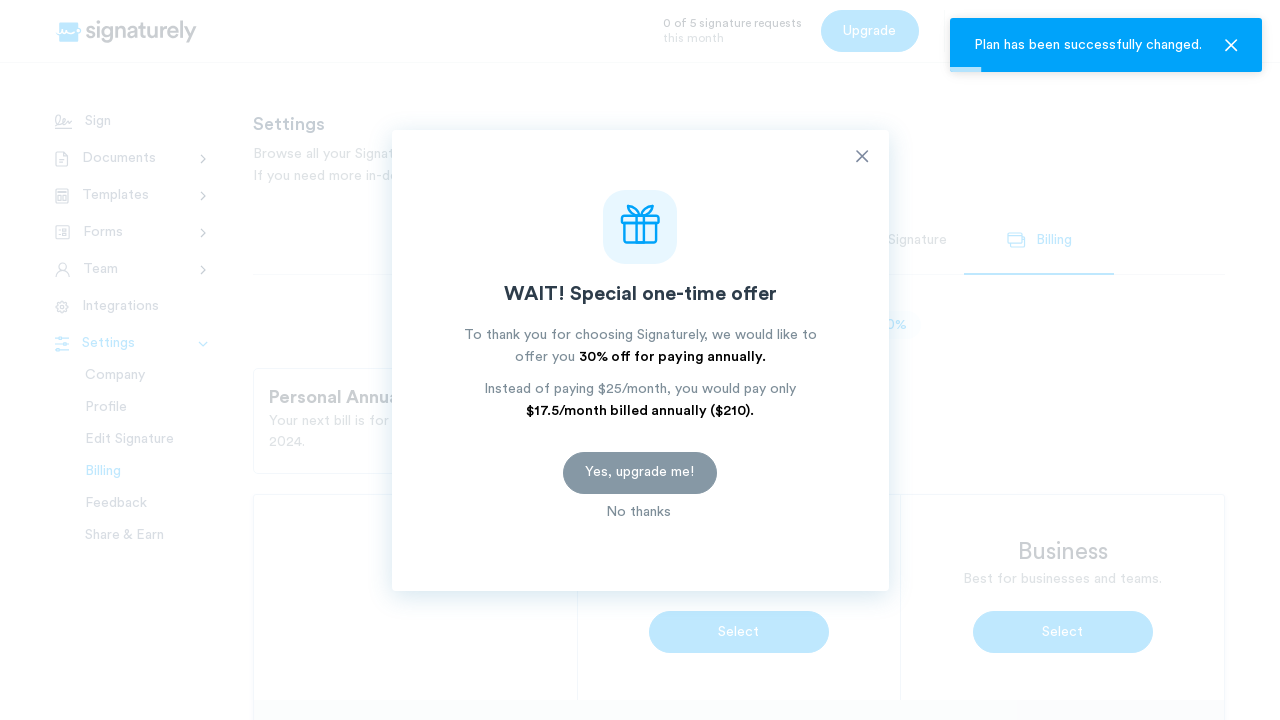 signaturely
0 of 5 signature requests
this month
Upgrade
Plan has been successfully changed.
Sign
Documents
Templates
Forms
Team
Integrations
Settings
Company
Profile
Edit Signature
Billing
Feedback
Share & Earn
Settings
Browse all your Signat
If you need more in-de
Signature
Billing
0%
Personal Annua
Your next bill is for
2024.
WAIT! Special one-time offer
To thank you for choosing Signaturely, we would like to
offer you 30% off for paying annually.
Instead of paying $25/month, you would pay only
$17.5/month billed annually ($210).
Yes, upgrade me!
No thanks
Select
Business
Best for businesses and teams.
Select